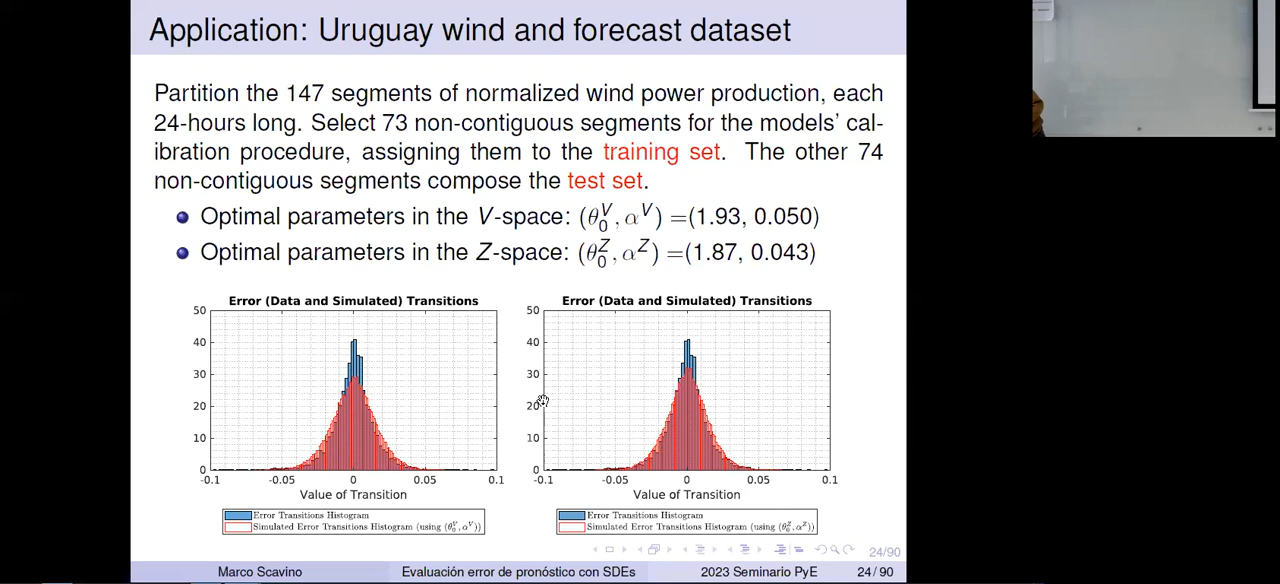 Application: Uruguay wind and forecast dataset
Partition the 147 segments of normalized wind power production, each
24-hours long. Select 73 non-contiguous segments for the models' cal-
ibration procedure, assigning them to the training set. The other 74
non-contiguous segments compose the test set.
Optimal parameters in the V-space: (θ₀ⱽ, αⱽ) =(1.93, 0.050)
Optimal parameters in the Z-space: (θ₀ᶻ, αᶻ) =(1.87, 0.043)
Error (Data and Simulated) Transitions
50
40
30
20
10
0
-0.1 -0.05 0 0.05 0.1
Value of Transition
Error Transitions Histogram
Simulated Error Transitions Histogram (using (θ₀ⱽ, αⱽ))
Error (Data and Simulated) Transitions
50
40
30
20
10
0
-0.1 -0.05 0 0.05 0.1
Value of Transition
Error Transitions Histogram
Simulated Error Transitions Histogram (using (θ₀ᶻ, αᶻ))
24/90
Marco Scavino Evaluación error de pronóstico con SDEs 2023 Seminario PyE 24 / 90